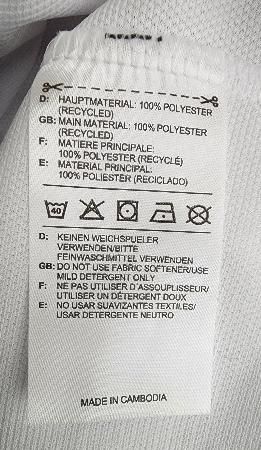 D: HAUPTMATERIAL: 100% POLYESTER
(RECYCLED)
GB: MAIN MATERIAL: 100% POLYESTER
(RECYCLED)
F: MATIERE PRINCIPALE:
100% POLYESTER (RECYCLÉ)
E: MATERIAL PRINCIPAL:
100% POLIESTER (RECICLADO)
40
D: KEINEN WEICHSPUELER
VERWENDEN/BITTE
FEINWASCHMITTEL VERWENDEN
GB: DO NOT USE FABRIC SOFTENER/USE
MILD DETERGENT ONLY
F: NE PAS UTILISER D'ASSOUPLISSEUR/
UTILISER UN DÉTERGENT DOUX
E: NO USAR SUAVIZANTES TEXTILES/
USAR DETERGENTE NEUTRO
MADE IN CAMBODIA